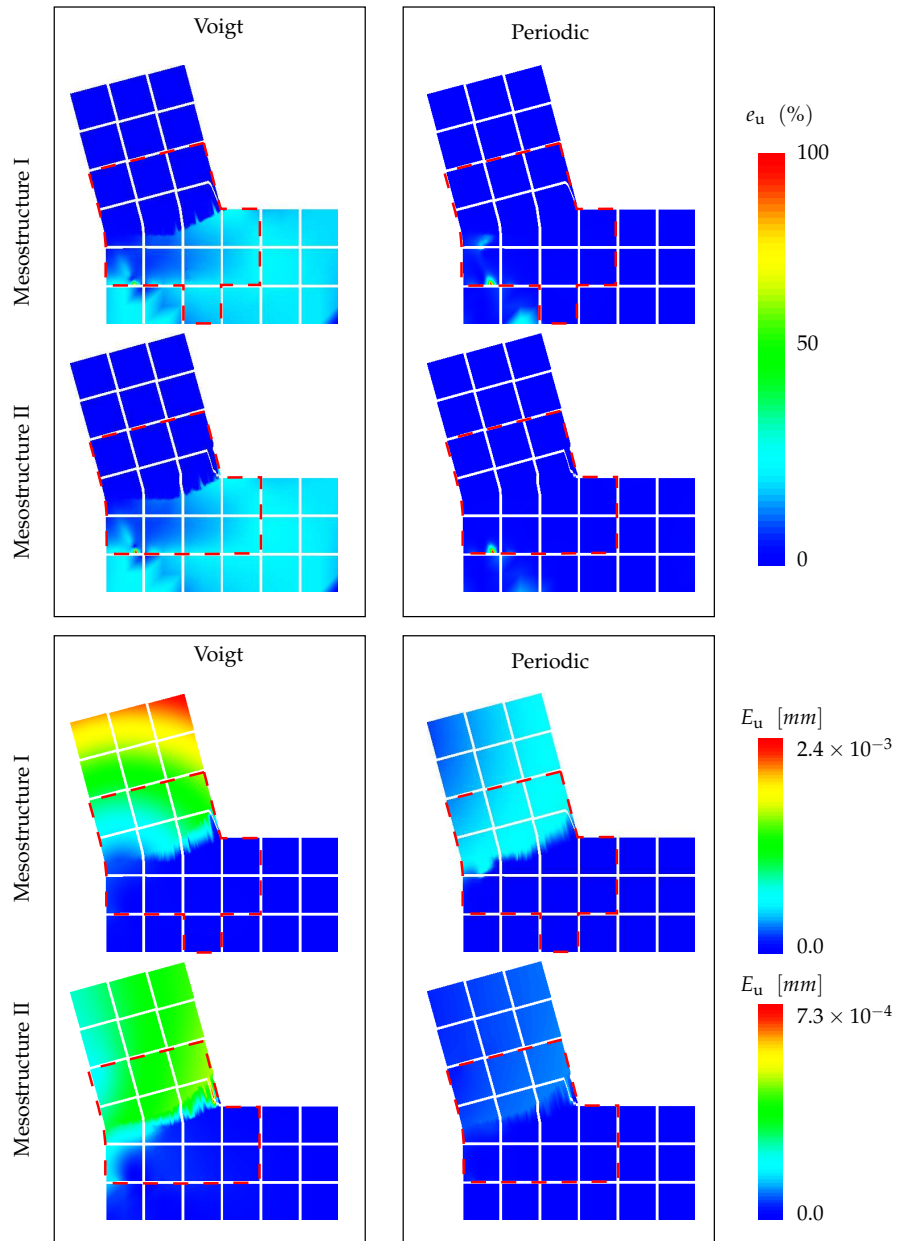 Voigt
Periodic
e_u (%)
100
50
0
Mesostructure I
Mesostructure II
Voigt
Periodic
E_u [mm]
2.4 × 10⁻³
0.0
E_u [mm]
7.3 × 10⁻⁴
0.0
Mesostructure I
Mesostructure II